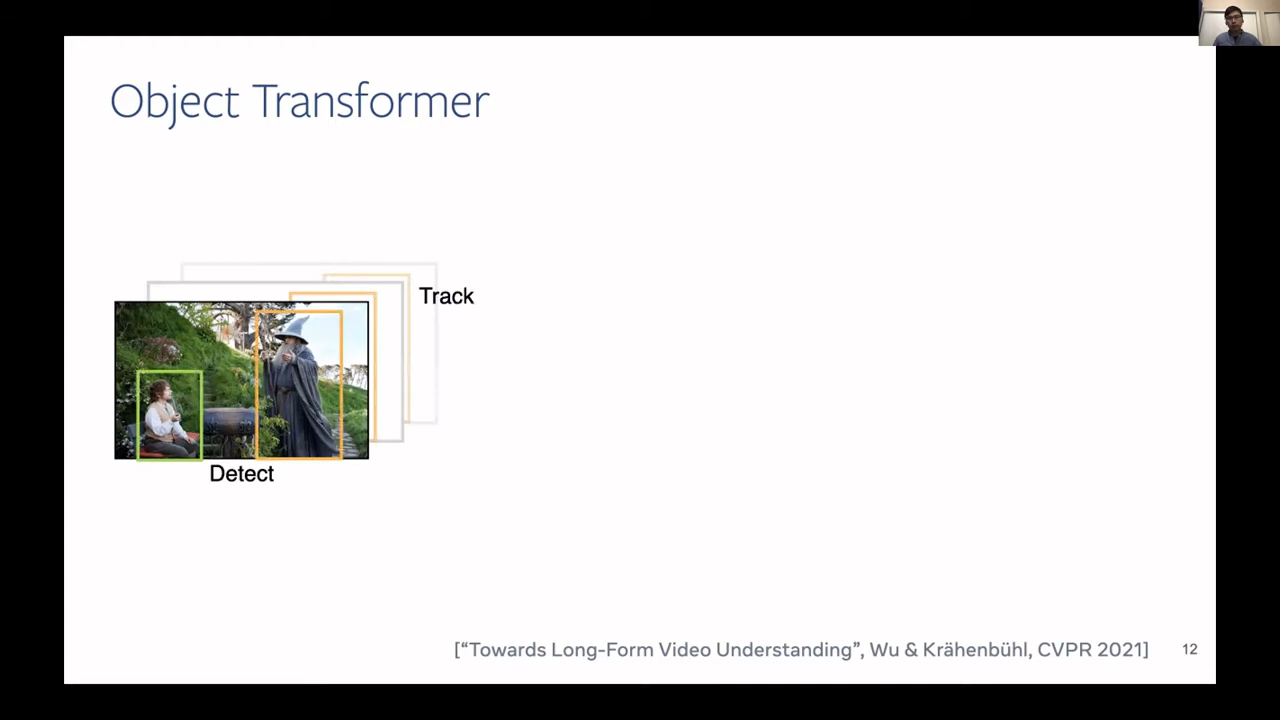 Object Transformer
Track
Detect
[“Towards Long-Form Video Understanding”, Wu & Krähenbühl, CVPR 2021]
12